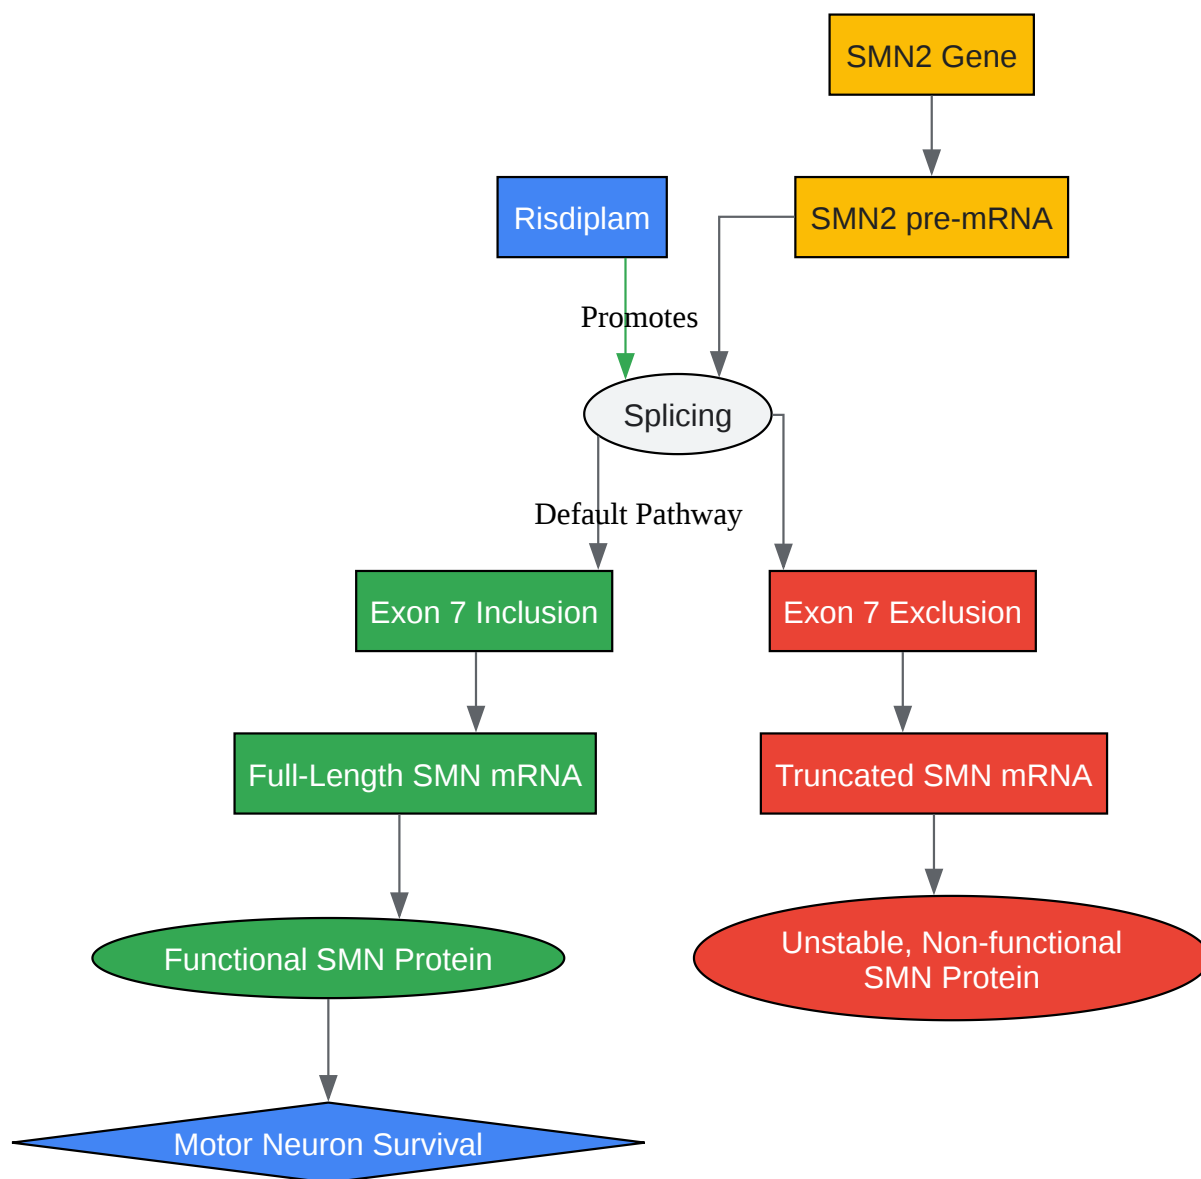 SMN2 Gene
Risdiplam
SMN2 pre-mRNA
Promotes
Splicing
Default Pathway
Exon 7 Inclusion
Exon 7 Exclusion
Full-Length SMN mRNA
Truncated SMN mRNA
Functional SMN Protein
Unstable, Non-functional
SMN Protein
Motor Neuron Survival